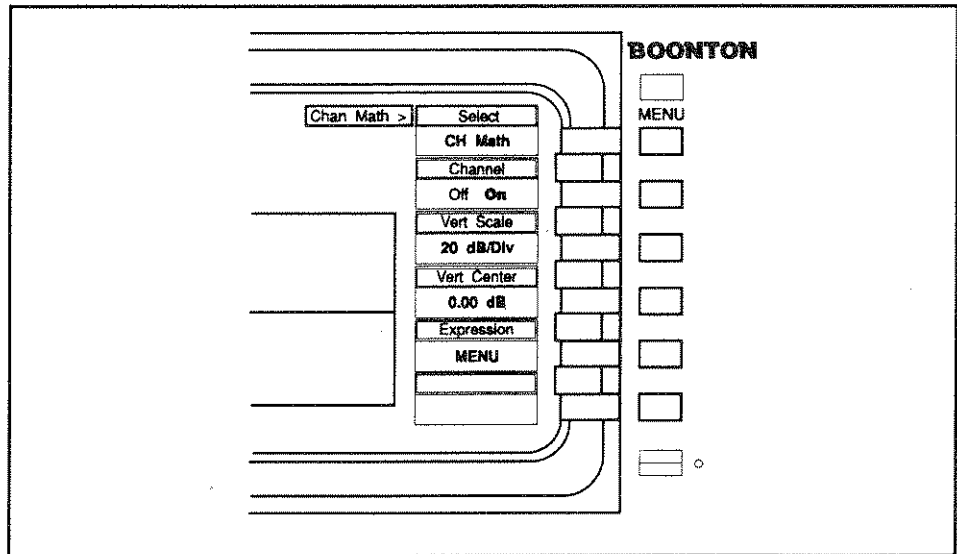 BOONTON
MENU
Chan Math >
Select
CH Math
Channel
Off On
Vert Scale
20 dB/Div
Vert Center
0.00 dB
Expression
MENU